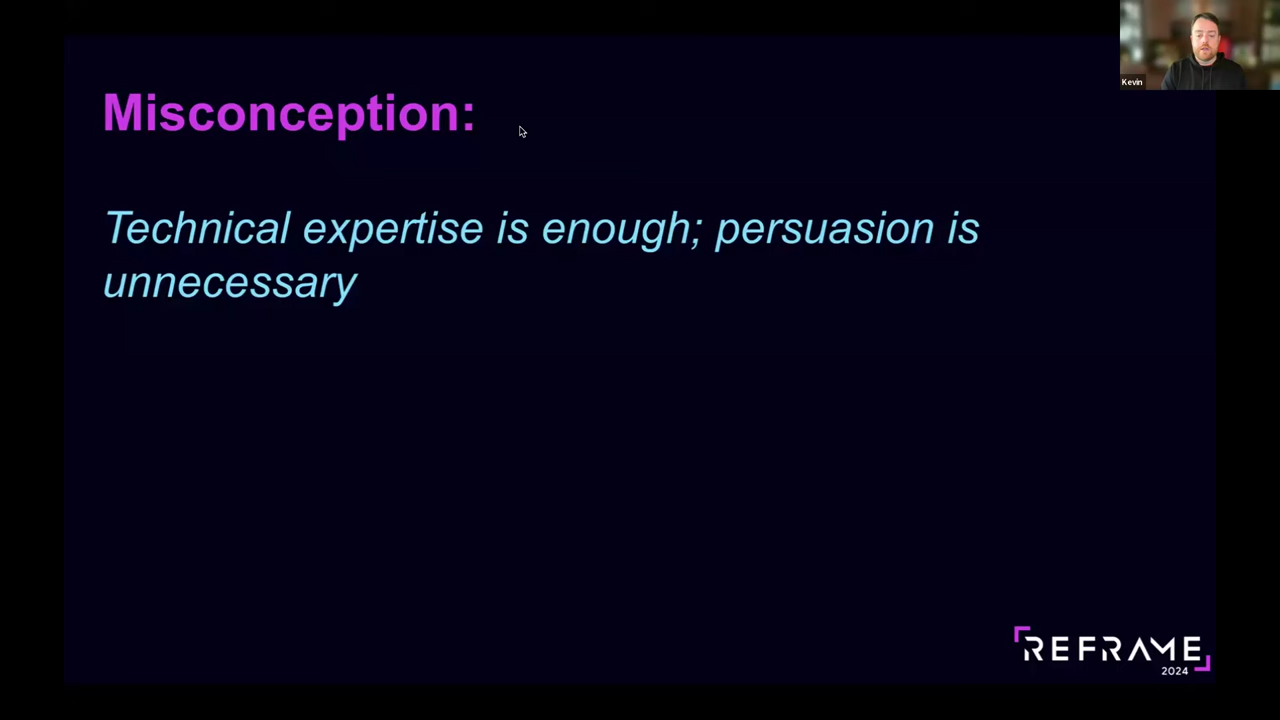 Kevin
Misconception:
Technical expertise is enough; persuasion is
unnecessary
REFRAME
2024